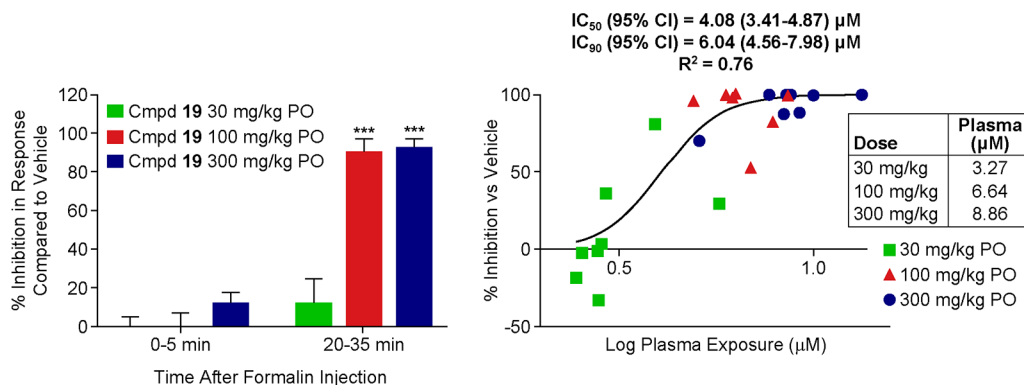 IC50 (95% CI) = 4.08 (3.41-4.87) µM
IC90 (95% CI) = 6.04 (4.56-7.98) µM
R² = 0.76
120
100
80
60
40
20
0
% Inhibition in Response
Compared to Vehicle
Cmpd 19 30 mg/kg PO
Cmpd 19 100 mg/kg PO
Cmpd 19 300 mg/kg PO
***
***
0-5 min
20-35 min
Time After Formalin Injection
100
50
0
-50
% Inhibition vs Vehicle
0.5
1.0
Log Plasma Exposure (µM)
Dose Plasma (µM)
30 mg/kg 3.27
100 mg/kg 6.64
300 mg/kg 8.86
30 mg/kg PO
100 mg/kg PO
300 mg/kg PO